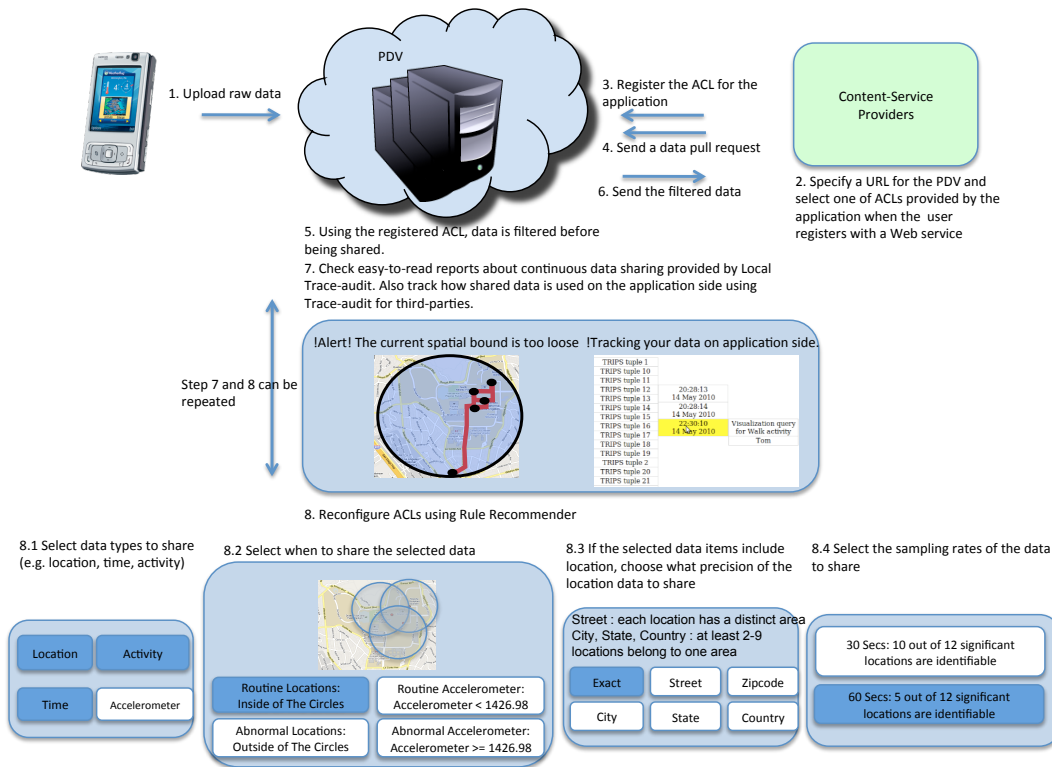 PDV
1. Upload raw data
3. Register the ACL for the
application
4. Send a data pull request
6. Send the filtered data
Content-Service
Providers
2. Specify a URL for the PDV and
select one of ACLs provided by the
application when the user
registers with a Web service
5. Using the registered ACL, data is filtered before
being shared.
7. Check easy-to-read reports about continuous data sharing provided by Local
Trace-audit. Also track how shared data is used on the application side using
Trace-audit for third-parties.
Step 7 and 8 can be
repeated
!Alert! The current spatial bound is too loose
!Tracking your data on application side.
TRIPS tuple 1
TRIPS tuple 10
TRIPS tuple 11
TRIPS tuple 12
TRIPS tuple 13
TRIPS tuple 14
TRIPS tuple 15
TRIPS tuple 16
TRIPS tuple 17
TRIPS tuple 18
TRIPS tuple 19
TRIPS tuple 2
TRIPS tuple 20
TRIPS tuple 21
20:28:13
14 May 2010
20:28:14
14 May 2010
22:30:10
14 May 2010
Visualization query
for Walk activity
Tom
8. Reconfigure ACLs using Rule Recommender
8.1 Select data types to share
(e.g. location, time, activity)
Location
Activity
Time
Accelerometer
8.2 Select when to share the selected data
Routine Locations:
Inside of The Circles
Routine Accelerometer:
Accelerometer < 1426.98
Abnormal Locations:
Outside of The Circles
Abnormal Accelerometer:
Accelerometer >= 1426.98
8.3 If the selected data items include
location, choose what precision of the
location data to share
Street : each location has a distinct area
City, State, Country : at least 2-9
locations belong to one area
Exact
Street
Zipcode
City
State
Country
8.4 Select the sampling rates of the data
to share
30 Secs: 10 out of 12 significant
locations are identifiable
60 Secs: 5 out of 12 significant
locations are identifiable